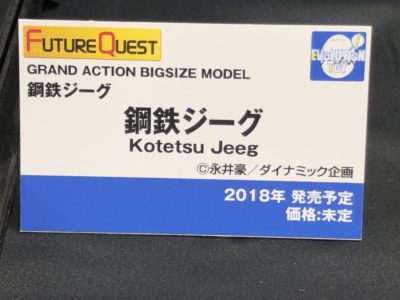 FUTURE QUEST
EVOLUTION TOY
GRAND ACTION BIGSIZE MODEL
鋼鉄ジーグ
鋼鉄ジーグ
Kotetsu Jeeg
©永井豪／ダイナミック企画
2018年 発売予定
価格:未定